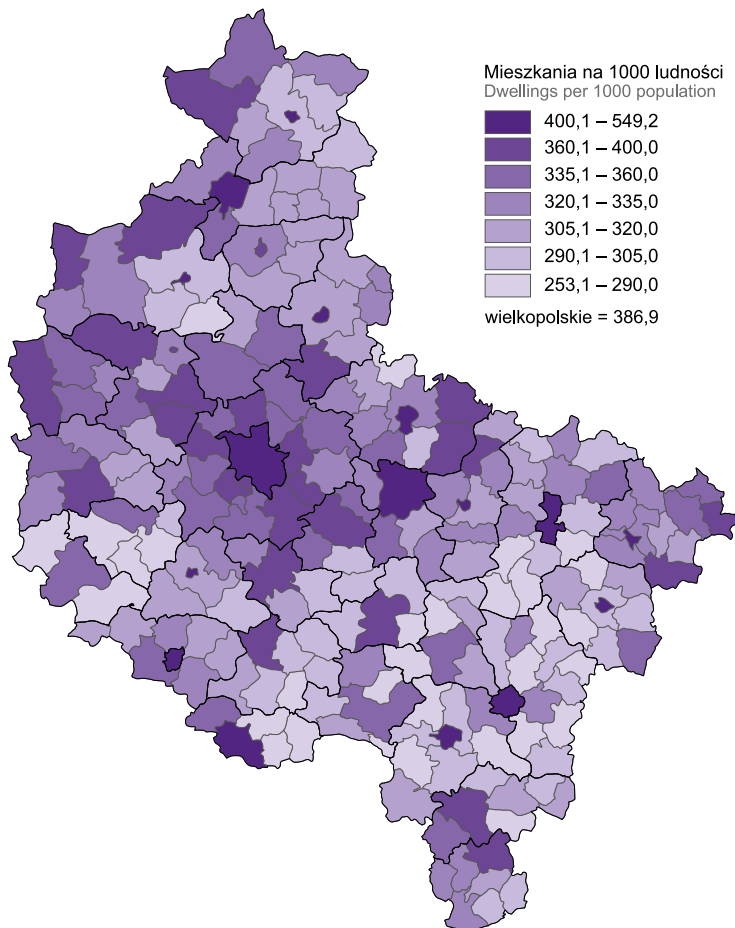 Mieszkania na 1000 ludności
Dwellings per 1000 population
400,1 – 549,2
360,1 – 400,0
335,1 – 360,0
320,1 – 335,0
305,1 – 320,0
290,1 – 305,0
253,1 – 290,0
wielkopolskie = 386,9